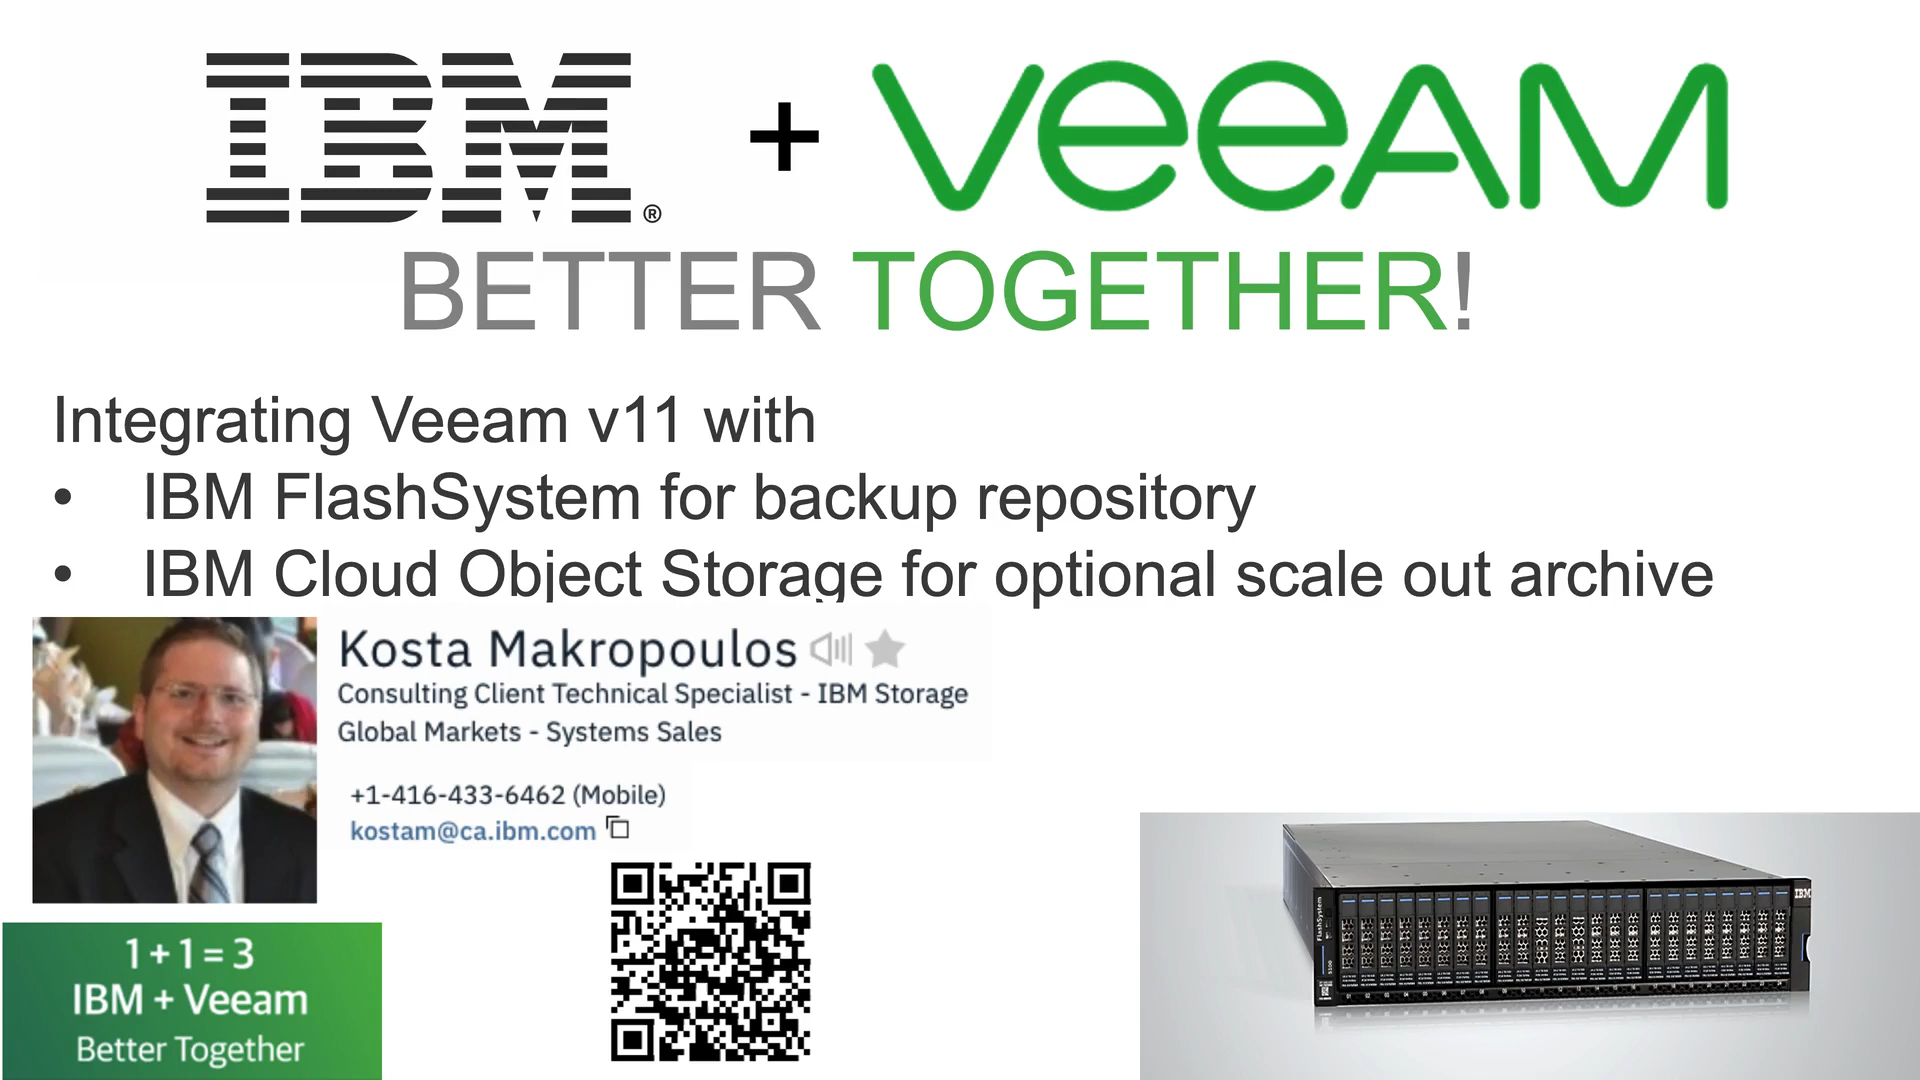 IBM®
+
veeAM
BETTER TOGETHER!
Integrating Veeam v11 with
• IBM FlashSystem for backup repository
• IBM Cloud Object Storage for optional scale out archive
Kosta Makropoulos
Consulting Client Technical Specialist - IBM Storage
Global Markets - Systems Sales
+1-416-433-6462 (Mobile)
kostam@ca.ibm.com
1 + 1 = 3
IBM + Veeam
Better Together
FlashSystem
IBM